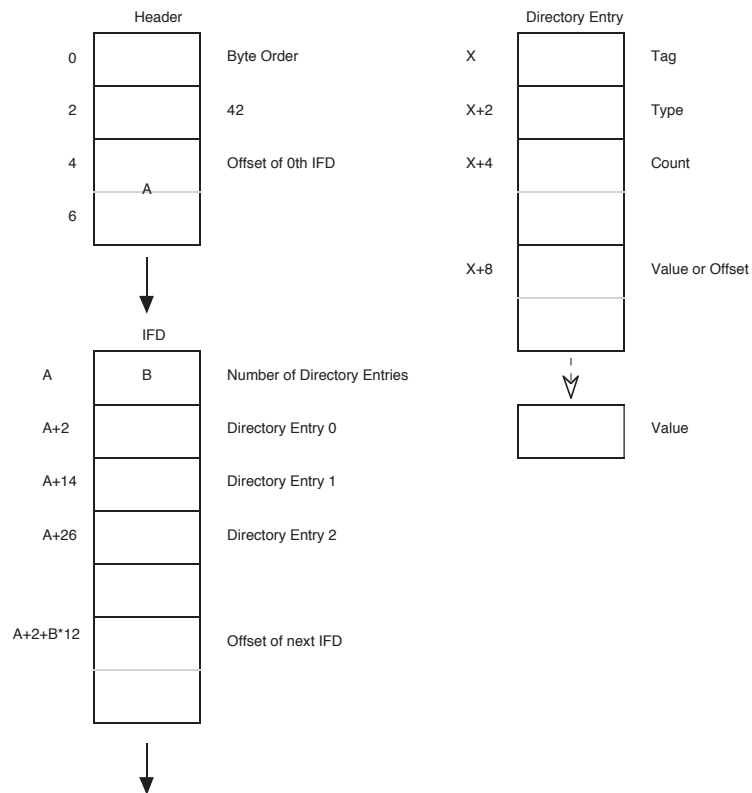 Header
0 Byte Order
2 42
4 Offset of 0th IFD
A
6
IFD
A B Number of Directory Entries
A+2 Directory Entry 0
A+14 Directory Entry 1
A+26 Directory Entry 2
A+2+B*12 Offset of next IFD
Directory Entry
X Tag
X+2 Type
X+4 Count
X+8 Value or Offset
Value